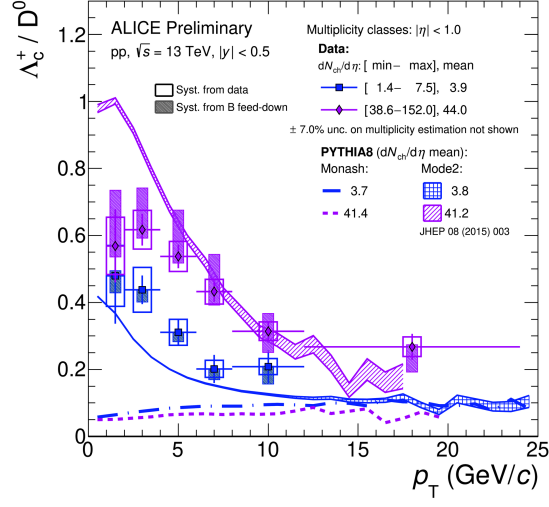 Λc+ / D0
ALICE Preliminary
pp, √s = 13 TeV, |y| < 0.5
Syst. from data
Syst. from B feed-down
Multiplicity classes: |η| < 1.0
Data:
dNch/dη: [ min− max], mean
[ 1.4− 7.5], 3.9
[38.6−152.0], 44.0
± 7.0% unc. on multiplicity estimation not shown
PYTHIA8 (dNch/dη mean):
Monash: Mode2:
3.7 3.8
41.4 41.2
JHEP 08 (2015) 003
1.2
1
0.8
0.6
0.4
0.2
0
0 5 10 15 20 25
pT (GeV/c)